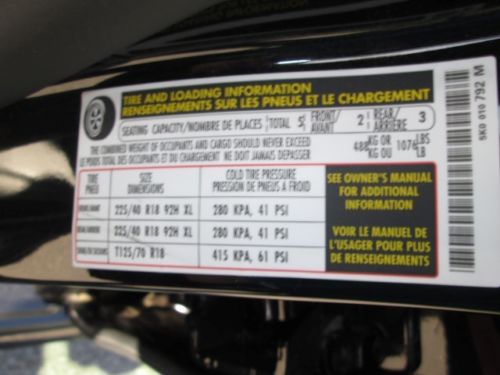 TIRE AND LOADING INFORMATION
RENSEIGNEMENTS SUR LES PNEUS ET LE CHARGEMENT
SEATING CAPACITY/NOMBRE DE PLACES TOTAL 5 FRONT/AVANT 2 REAR/ARRIÈRE 3
THE COMBINED WEIGHT OF OCCUPANTS AND CARGO SHOULD NEVER EXCEED 488 KG OR 1076 LBS
LE POIDS TOTAL DES OCCUPANTS ET DU CHARGEMENT NE DOIT JAMAIS DEPASSER KG OU LB
TIRE SIZE COLD TIRE PRESSURE
PNEU DIMENSIONS PRESSION DE PNEUS A FROID
225/40 R18 92H XL 280 KPA, 41 PSI
225/40 R18 92H XL 280 KPA, 41 PSI
T125/70 R18 415 KPA, 61 PSI
SEE OWNER'S MANUAL
FOR ADDITIONAL
INFORMATION
VOIR LE MANUEL DE
L'USAGER POUR PLUS
DE RENSEIGNEMENTS
5K0 010 792 M